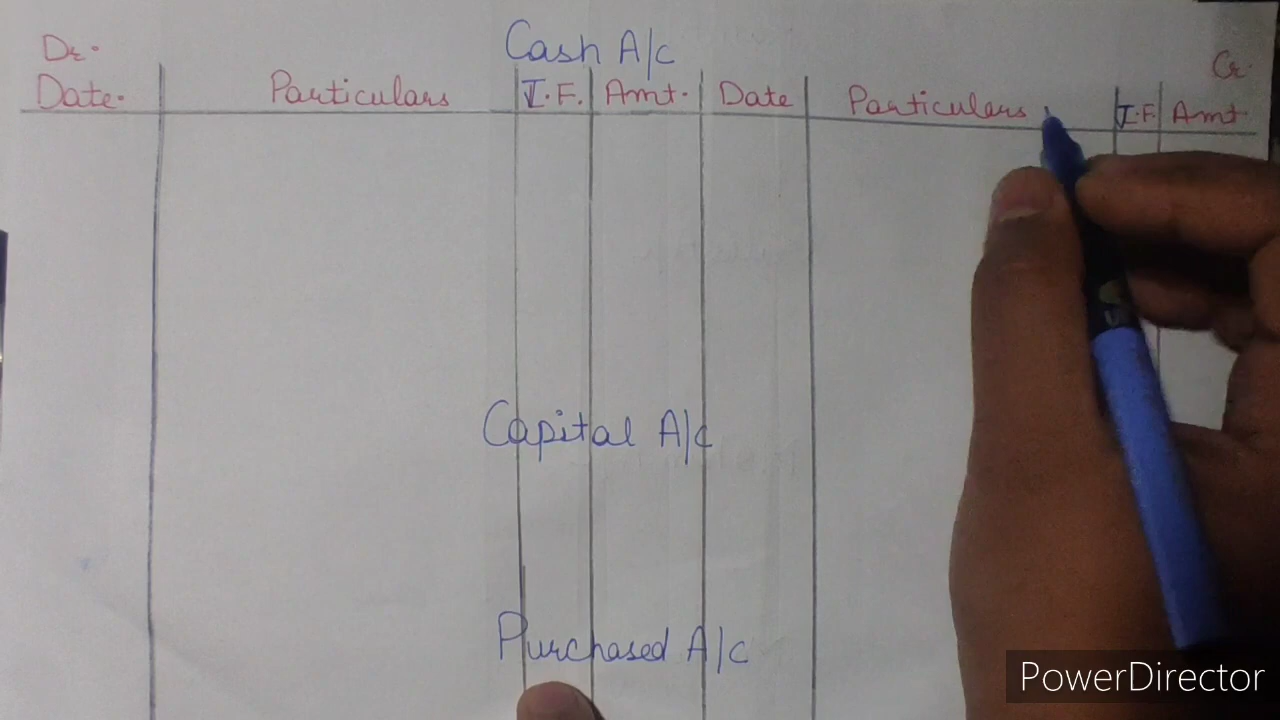 Dr. Cash A/c Cr.
Date. Particulars J.F. Amt. Date Particulars J.F. Amt.
Capital A/c
Purchased A/c
PowerDirector